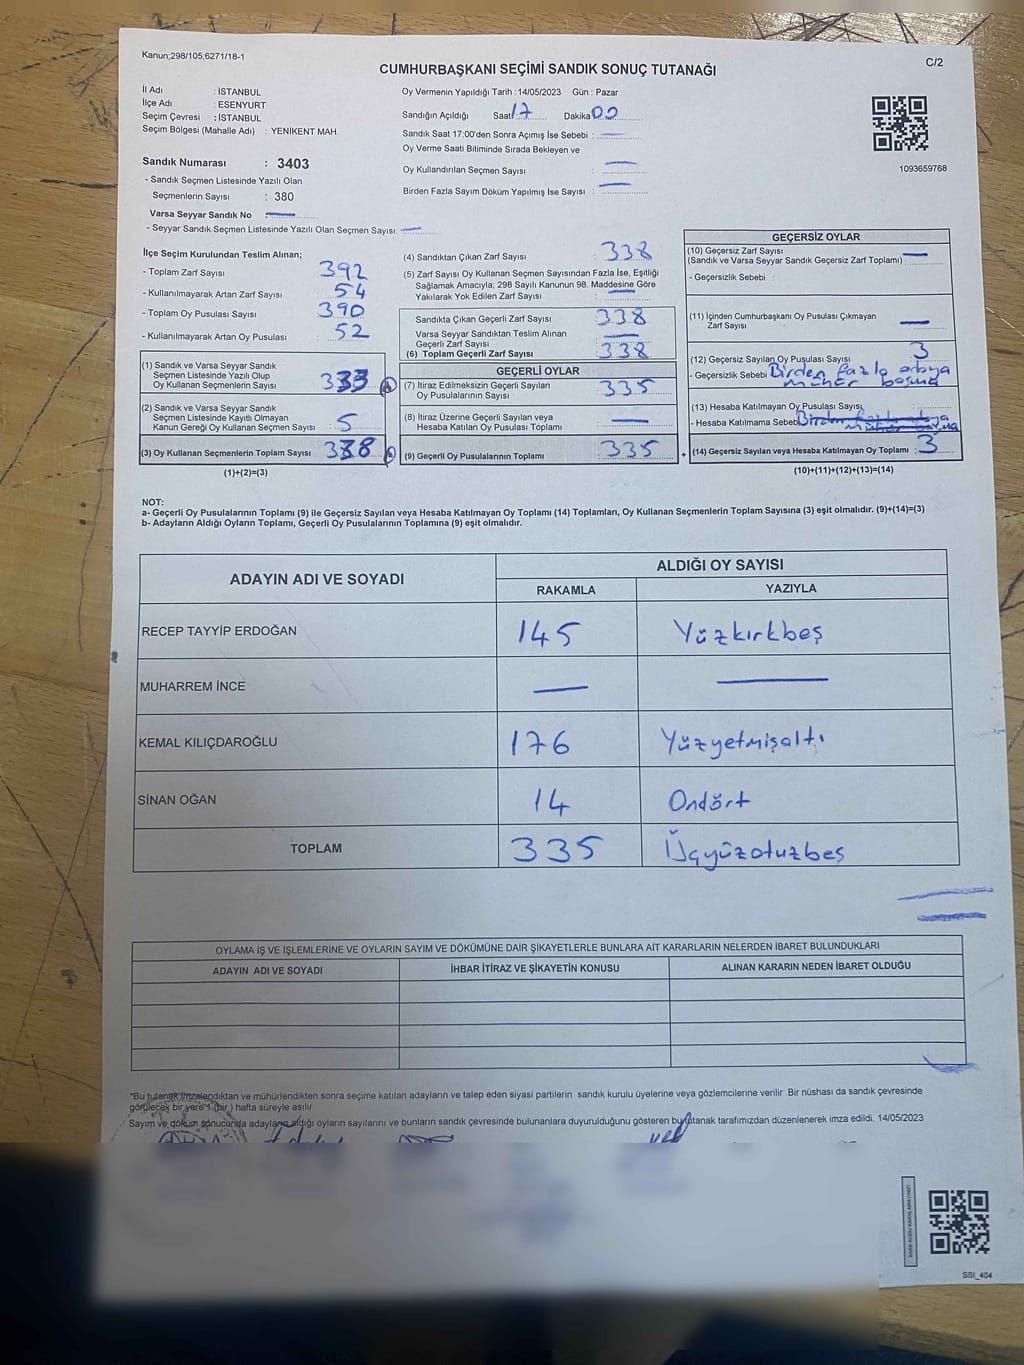 Kanun;298/105;6271/18-1
C/2
CUMHURBAŞKANI SEÇİMİ SANDIK SONUÇ TUTANAĞI
İl Adı : İSTANBUL
İlçe Adı : ESENYURT
Seçim Çevresi : İSTANBUL
Seçim Bölgesi (Mahalle Adı) : YENİKENT MAH.
Sandık Numarası : 3403
- Sandık Seçmen Listesinde Yazılı Olan
Seçmenlerin Sayısı : 380
Varsa Seyyar Sandık No : —
- Seyyar Sandık Seçmen Listesinde Yazılı Olan Seçmen Sayısı: —
Oy Vermenin Yapıldığı Tarih : 14/05/2023 Gün : Pazar
Sandığın Açıldığı Saat 17 Dakika 00
Sandık Saat 17:00'den Sonra Açımış İse Sebebi : —
Oy Verme Saati Bitiminde Sırada Bekleyen ve
Oy Kullandırılan Seçmen Sayısı : —
Birden Fazla Sayım Döküm Yapılmış İse Sayısı : —
1093659768
İlçe Seçim Kurulundan Teslim Alınan;
- Toplam Zarf Sayısı : 392
- Kullanılmayarak Artan Zarf Sayısı : 54
- Toplam Oy Pusulası Sayısı : 390
- Kullanılmayarak Artan Oy Pusulası : 52
(1) Sandık ve Varsa Seyyar Sandık
Seçmen Listesinde Yazılı Olup
Oy Kullanan Seçmenlerin Sayısı : 333
(2) Sandık ve Varsa Seyyar Sandık
Seçmen Listesinde Kayıtlı Olmayan
Kanun Gereği Oy Kullanan Seçmen Sayısı : 5
(3) Oy Kullanan Seçmenlerin Toplam Sayısı : 338
(1)+(2)=(3)
(4) Sandıktan Çıkan Zarf Sayısı : 338
(5) Zarf Sayısı Oy Kullanan Seçmen Sayısından Fazla İse, Eşitliği
Sağlamak Amacıyla; 298 Sayılı Kanunun 98. Maddesine Göre
Yakılarak Yok Edilen Zarf Sayısı : —
Sandıkta Çıkan Geçerli Zarf Sayısı : 338
Varsa Seyyar Sandıktan Teslim Alınan
Geçerli Zarf Sayısı : —
(6) Toplam Geçerli Zarf Sayısı : 338
GEÇERLİ OYLAR
(7) İtiraz Edilmeksizin Geçerli Sayılan
Oy Pusulalarının Sayısı : 335
(8) İtiraz Üzerine Geçerli Sayılan veya
Hesaba Katılan Oy Pusulası Toplamı : —
(9) Geçerli Oy Pusulalarının Toplamı : 335
+
GEÇERSİZ OYLAR
(10) Geçersiz Zarf Sayısı
(Sandık ve Varsa Seyyar Sandık Geçersiz Zarf Toplamı) : —
- Geçersizlik Sebebi :
(11) İçinden Cumhurbaşkanı Oy Pusulası Çıkmayan
Zarf Sayısı : —
(12) Geçersiz Sayılan Oy Pusulası Sayısı : 3
- Geçersizlik Sebebi : Birden fazla
mühür
(13) Hesaba Katılmayan Oy Pusulası Sayısı :
- Hesaba Katılmama Sebebi
(14) Geçersiz Sayılan veya Hesaba Katılmayan Oy Toplamı : 3
(10)+(11)+(12)+(13)=(14)
NOT:
a- Geçerli Oy Pusulalarının Toplamı (9) ile Geçersiz Sayılan veya Hesaba Katılmayan Oy Toplamı (14) Toplamları, Oy Kullanan Seçmenlerin Toplam Sayısına (3) eşit olmalıdır. (9)+(14)=(3)
b- Adayların Aldığı Oyların Toplamı, Geçerli Oy Pusulalarının Toplamına (9) eşit olmalıdır.
ADAYIN ADI VE SOYADI ALDIĞI OY SAYISI
RAKAMLA YAZIYLA
RECEP TAYYİP ERDOĞAN 145 Yüzkırkbeş
MUHARREM İNCE — —
KEMAL KILIÇDAROĞLU 176 Yüzyetmişaltı
SİNAN OĞAN 14 Ondört
TOPLAM 335 Üçyüzotuzbeş
OYLAMA İŞ VE İŞLEMLERİNE VE OYLARIN SAYIM VE DÖKÜMÜNE DAİR ŞİKAYETLERLE BUNLARA AİT KARARLARIN NELERDEN İBARET BULUNDUKLARI
ADAYIN ADI VE SOYADI İHBAR İTİRAZ VE ŞİKAYETİN KONUSU ALINAN KARARIN NEDEN İBARET OLDUĞU
*Bu tutanak imzalendıktan ve mühürlendikten sonra seçime katılan adayların ve talep eden siyasi partilerin sandık kurulu üyelerine veya gözlemcilerine verilir. Bir nüshası da sandık çevresinde
görülecek bir yere 1 (bir) hafta süreyle asılır
Sayım ve döküm sonucunda adayların aldığı oyların sayılarını ve bunların sandık çevresinde bulunanlara duyurulduğunu gösteren bu tutanak tarafımızdan düzenlenerek imza edildi. 14/05/2023
SSI_404